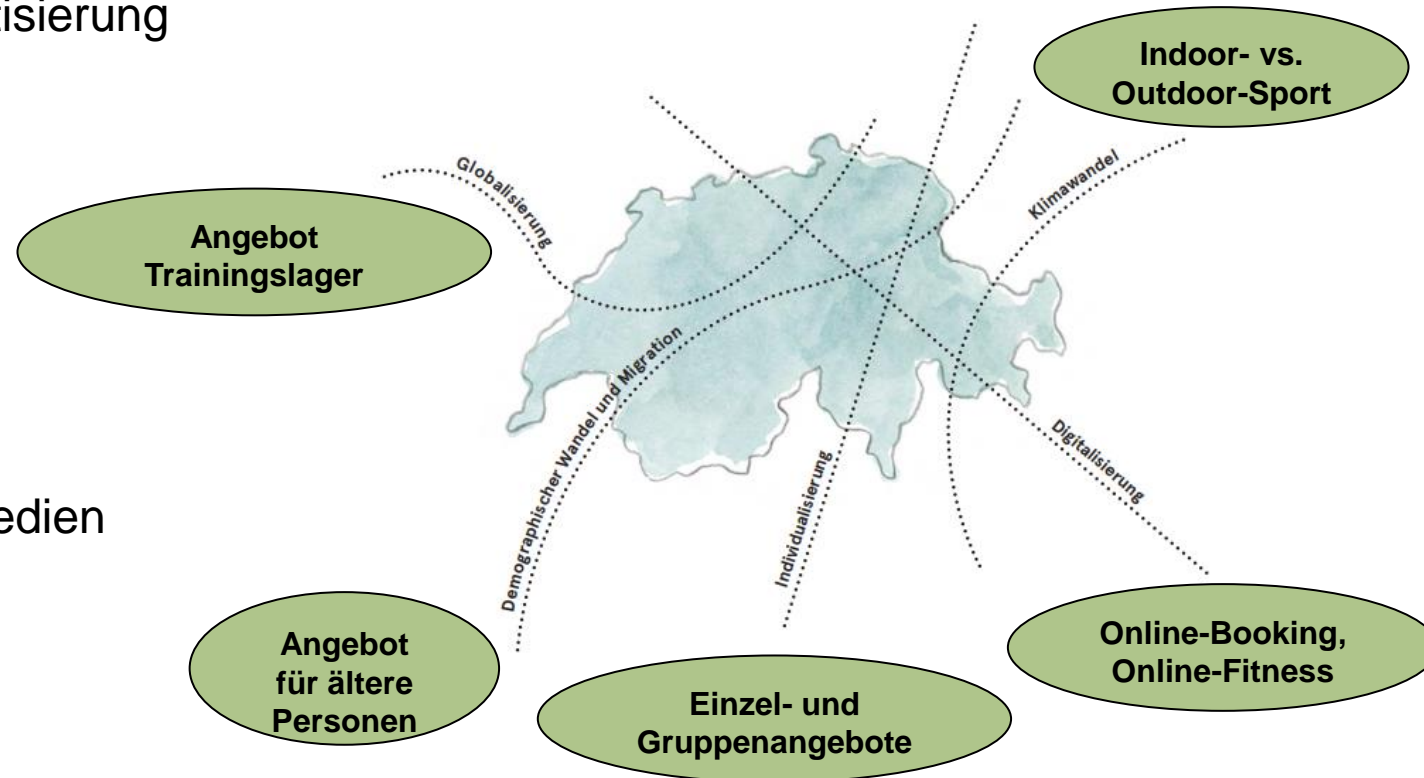 tisierung
Indoor- vs.
Outdoor-Sport
Globalisierung
Klimawandel
Angebot
Trainingslager
Demographischer Wandel und Migration
Individualisierung
Digitalisierung
edien
Angebot
für ältere
Personen
Einzel- und
Gruppenangebote
Online-Booking,
Online-Fitness